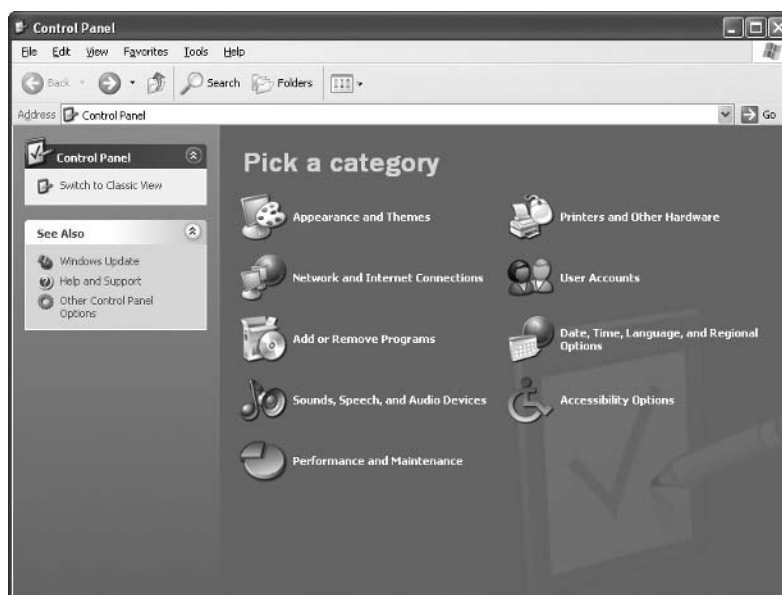 Control Panel
File Edit View Favorites Tools Help
Back Search Folders
Address Control Panel Go
Control Panel
Switch to Classic View
See Also
Windows Update
Help and Support
Other Control Panel
Options
Pick a category
Appearance and Themes
Printers and Other Hardware
Network and Internet Connections
User Accounts
Add or Remove Programs
Date, Time, Language, and Regional
Options
Sounds, Speech, and Audio Devices
Accessibility Options
Performance and Maintenance